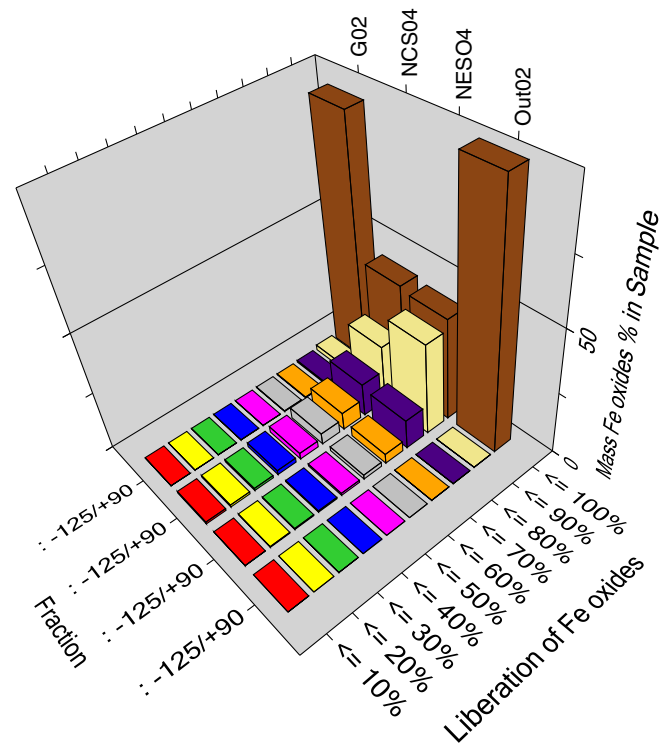 G02
NCS04
NESO4
Out02
50
0
Mass Fe oxides % in Sample
: -125/+90
: -125/+90
: -125/+90
: -125/+90
Fraction
<= 100%
<= 90%
<= 80%
<= 70%
<= 60%
<= 50%
<= 40%
<= 30%
<= 20%
<= 10%
Liberation of Fe oxides